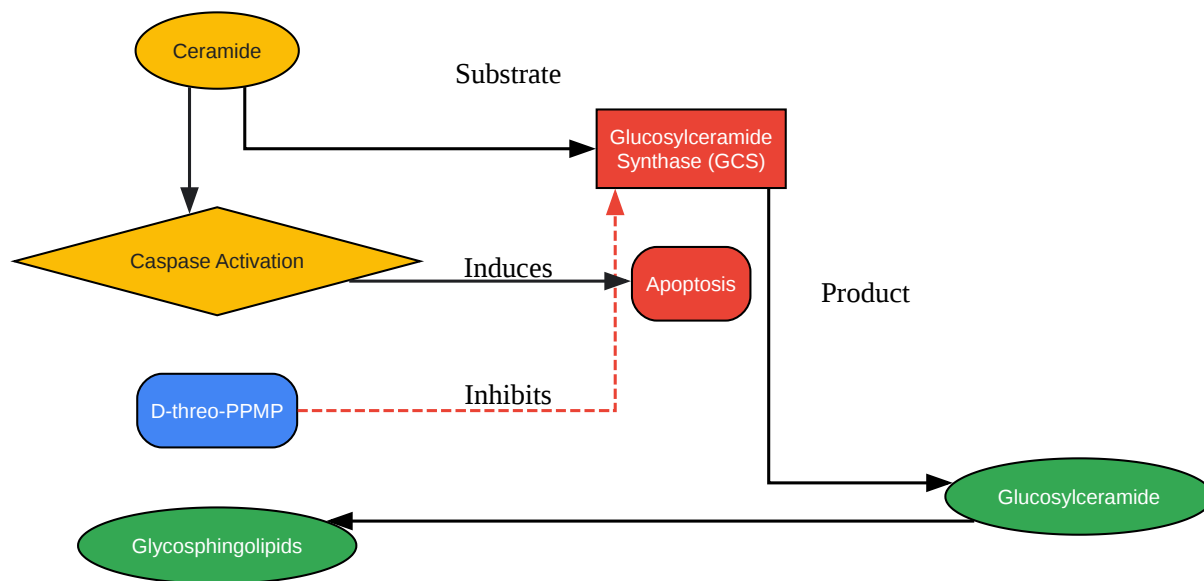 Ceramide
Substrate
Glucosylceramide
Synthase (GCS)
Caspase Activation
Induces
Apoptosis
Product
D-threo-PPMP
Inhibits
Glucosylceramide
Glycosphingolipids